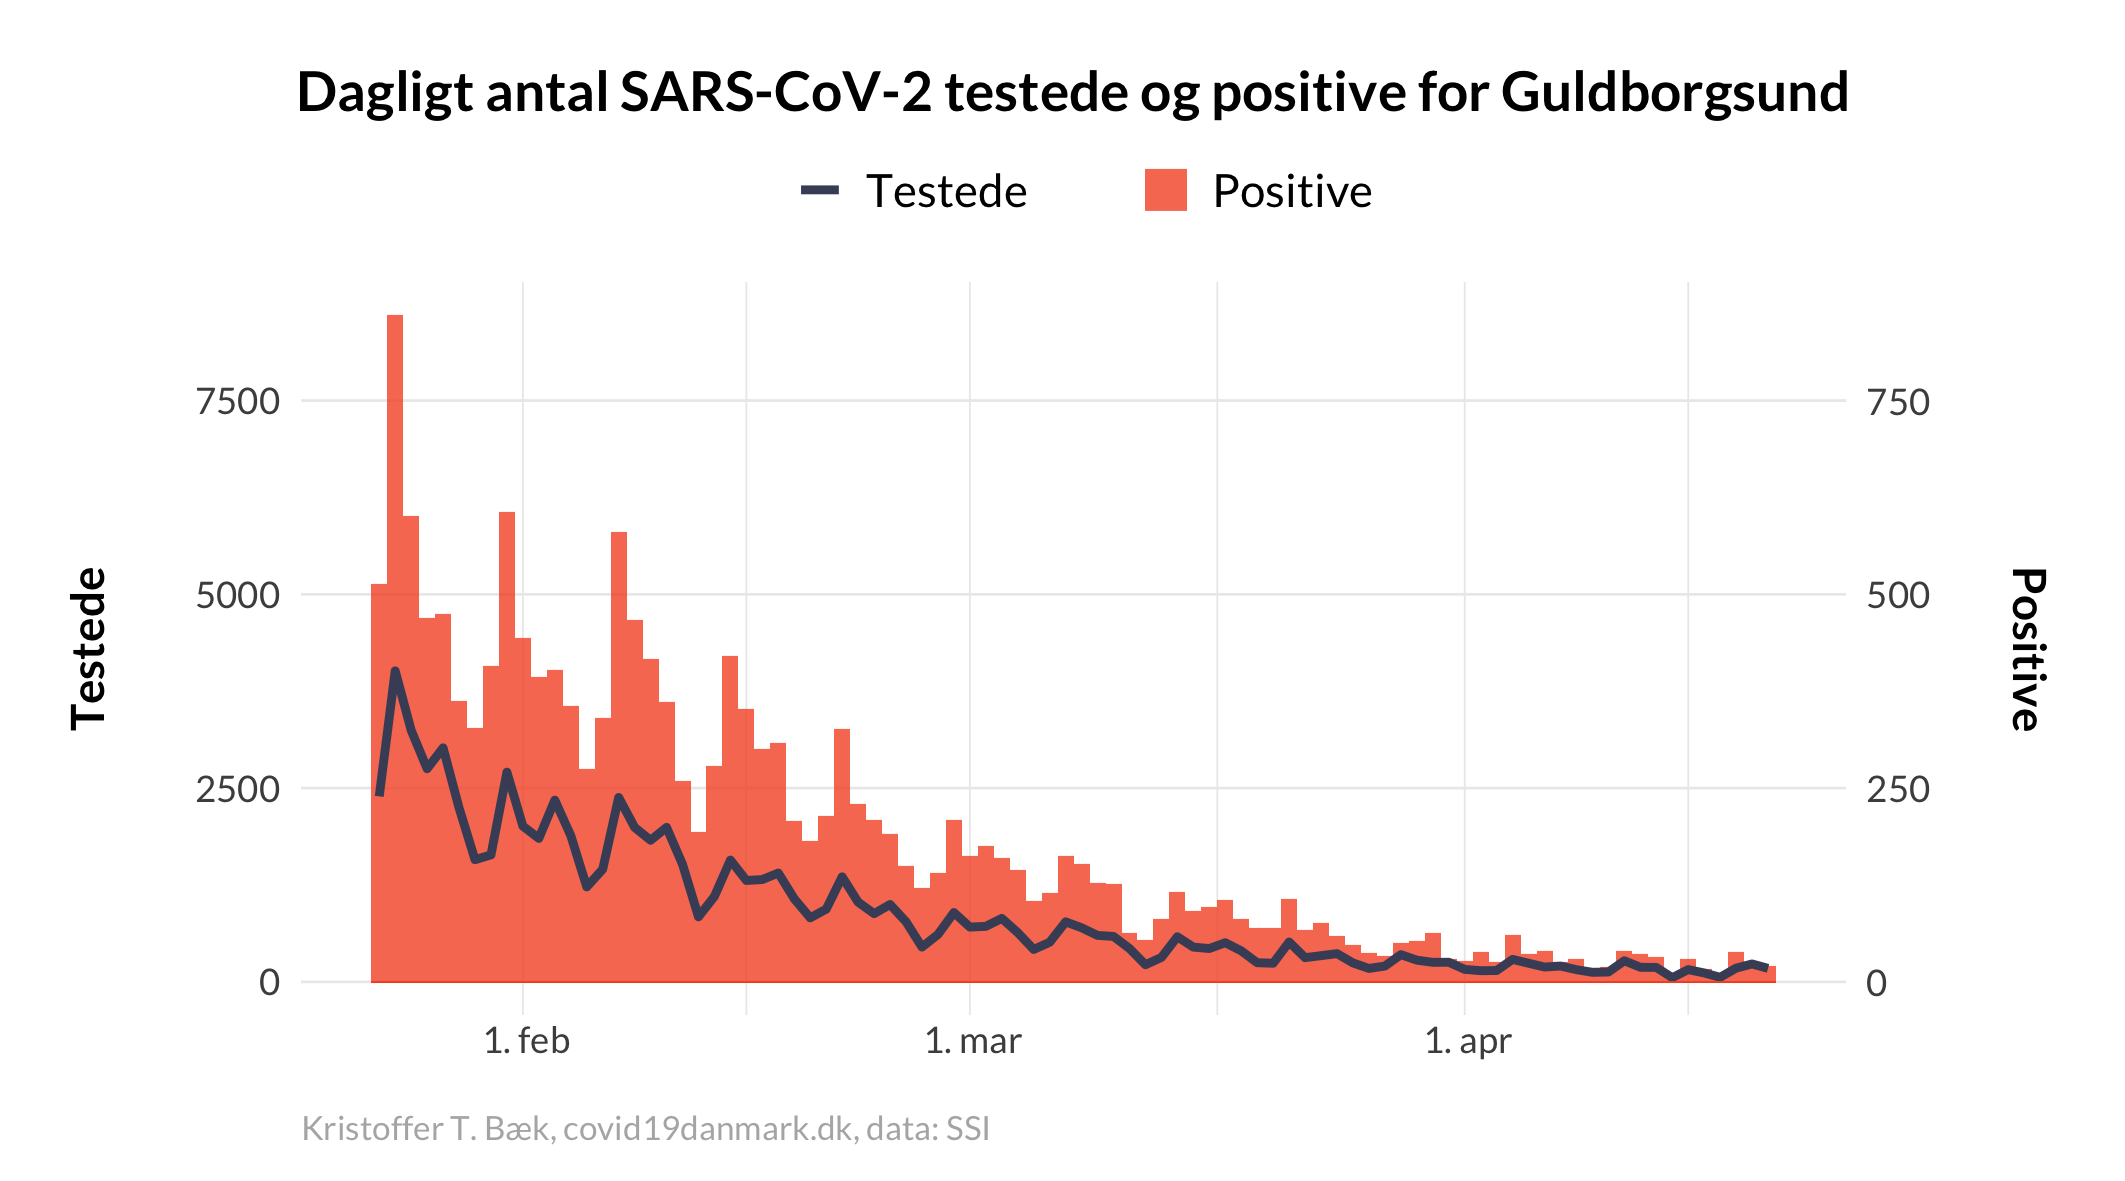 Dagligt antal SARS-CoV-2 testede og positive for Guldborgsund
Testede
Positive
7500
5000
2500
0
750
500
250
0
Testede
Positive
1. feb
1. mar
1. apr
Kristoffer T. Bæk, covid19danmark.dk, data: SSI